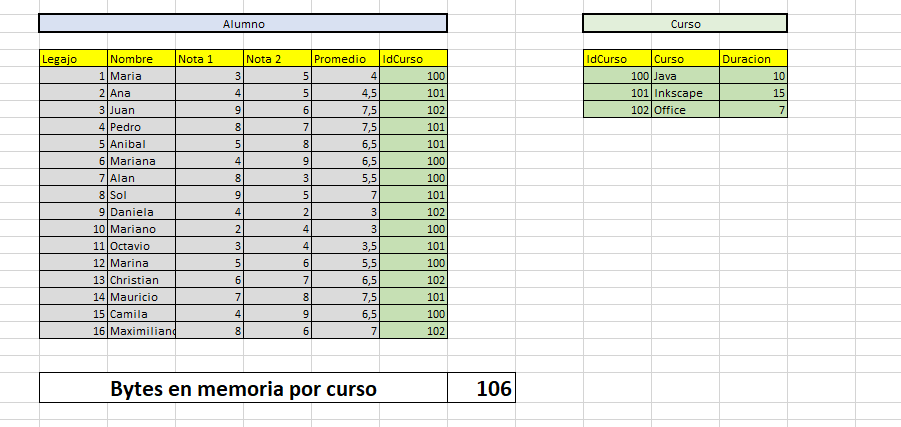 Alumno
Curso
Legajo Nombre Nota 1 Nota 2 Promedio IdCurso
IdCurso Curso Duracion
1 Maria 3 5 4 100
100 Java 10
2 Ana 4 5 4,5 101
101 Inkscape 15
3 Juan 9 6 7,5 102
102 Office 7
4 Pedro 8 7 7,5 101
5 Anibal 5 8 6,5 101
6 Mariana 4 9 6,5 100
7 Alan 8 3 5,5 100
8 Sol 9 5 7 101
9 Daniela 4 2 3 102
10 Mariano 2 4 3 100
11 Octavio 3 4 3,5 101
12 Marina 5 6 5,5 100
13 Christian 6 7 6,5 102
14 Mauricio 7 8 7,5 101
15 Camila 4 9 6,5 100
16 Maximiliano 8 6 7 102
Bytes en memoria por curso 106